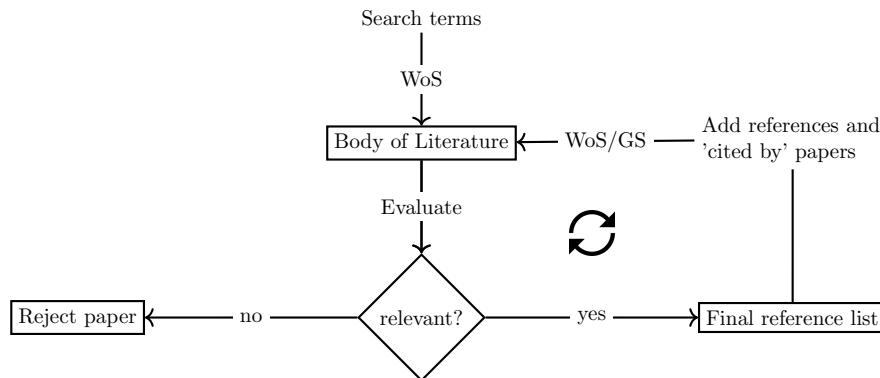 Search terms
WoS
Body of Literature
WoS/GS
Add references and
'cited by' papers
Evaluate
Reject paper
no
relevant?
yes
Final reference list